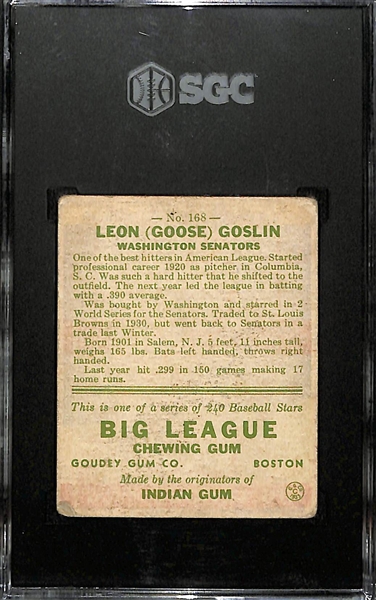 SGC
— No. 168 —
LEON (GOOSE) GOSLIN
WASHINGTON SENATORS
One of the best hitters in American League. Started
professional career 1920 as pitcher in Columbia,
S. C. Was such a hard hitter that he shifted to the
outfield. The next year led the league in batting
with a .390 average.
Was bought by Washington and starred in 2
World Series for the Senators. Traded to St. Louis
Browns in 1930, but went back to Senators in a
trade last Winter.
Born 1901 in Salem, N. J. 5 feet, 11 inches tall,
weighs 165 lbs. Bats left handed, throws right
handed.
Last year hit .299 in 150 games making 17
home runs.
This is one of a series of 240 Baseball Stars
BIG LEAGUE
CHEWING GUM
GOUDEY GUM CO. BOSTON
Made by the originators of
INDIAN GUM